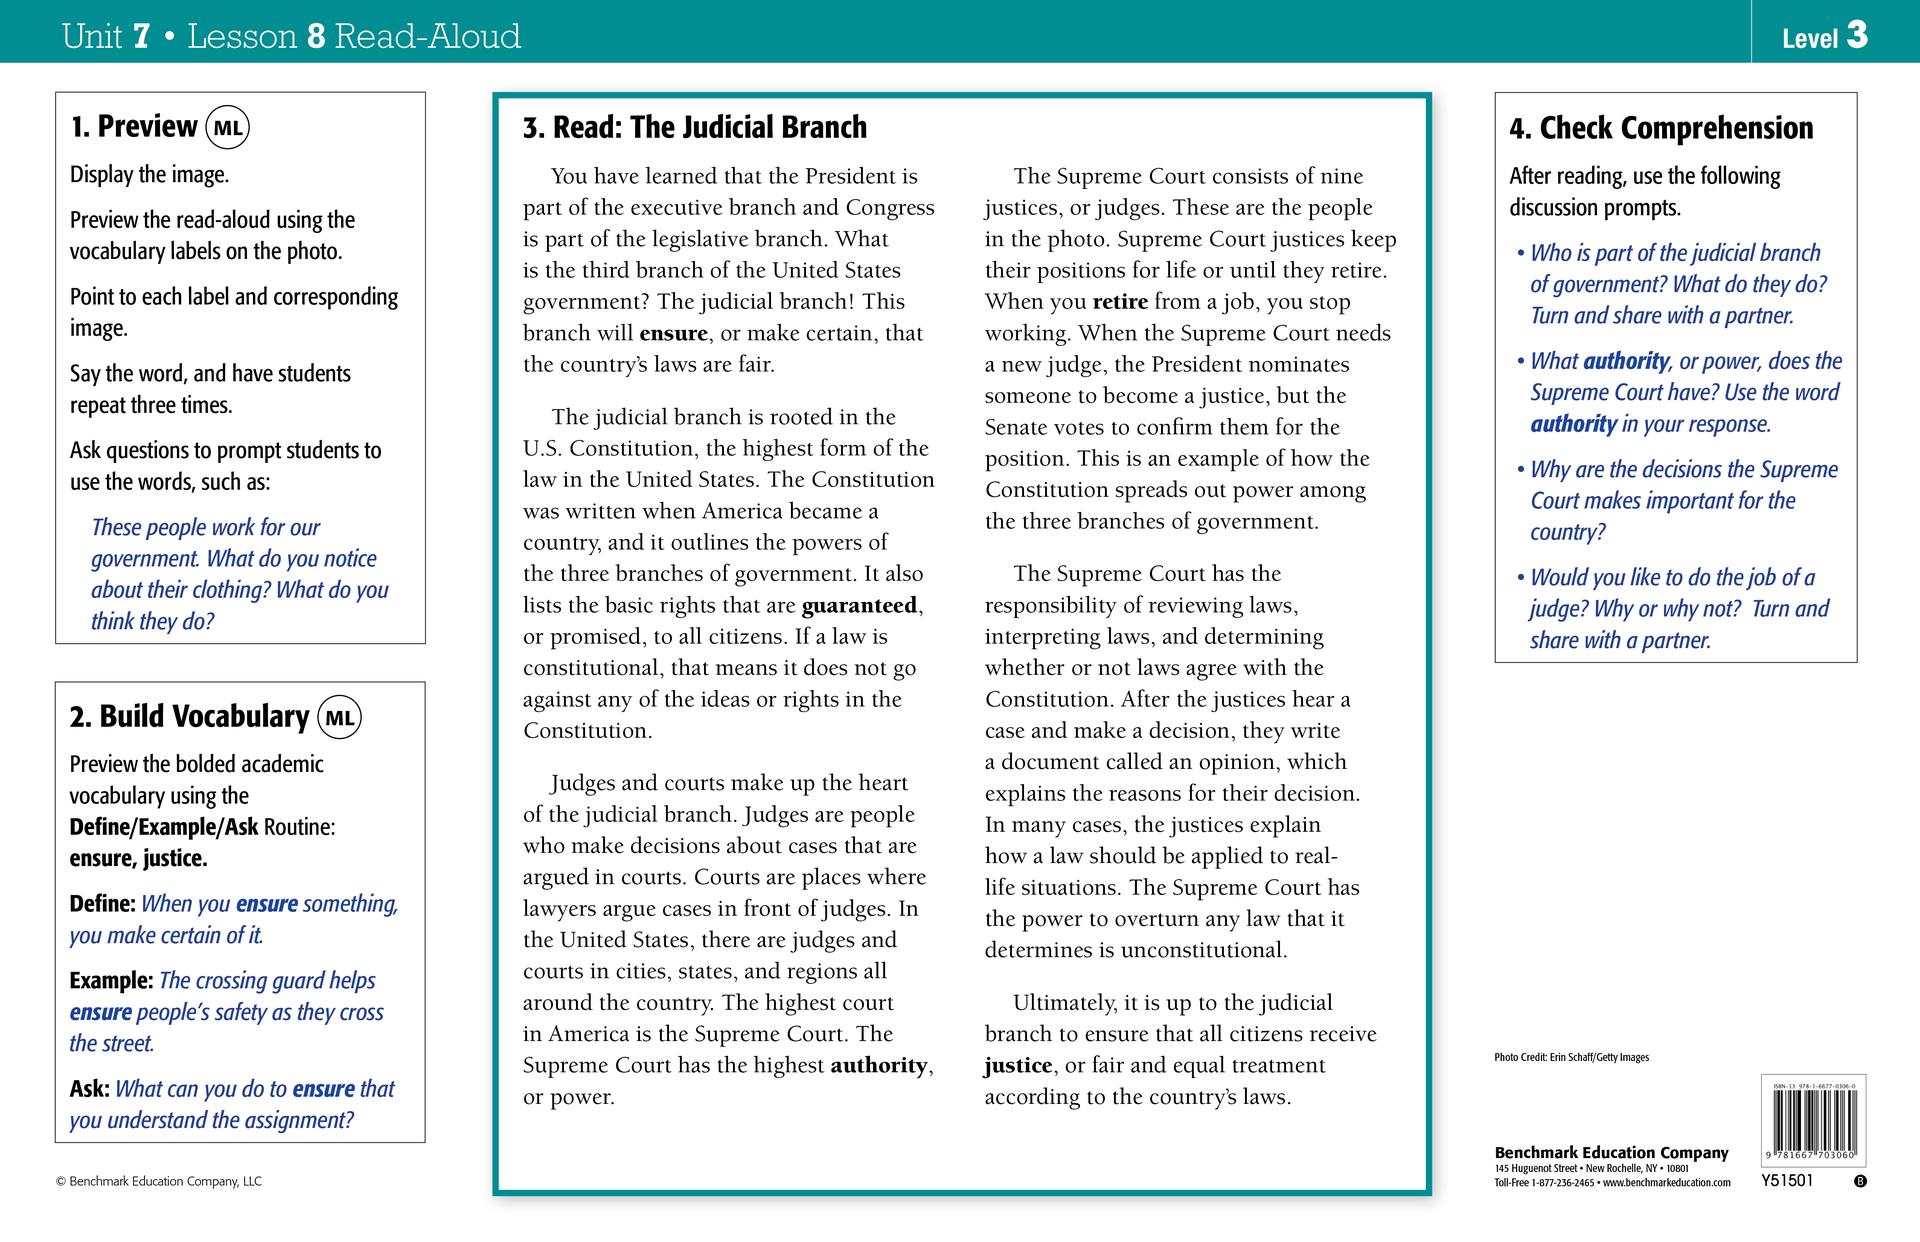 Unit 7 • Lesson 8 Read-Aloud
Level 3
1. Preview ML
Display the image.
Preview the read-aloud using the
vocabulary labels on the photo.
Point to each label and corresponding
image.
Say the word, and have students
repeat three times.
Ask questions to prompt students to
use the words, such as:
These people work for our
government. What do you notice
about their clothing? What do you
think they do?
2. Build Vocabulary ML
Preview the bolded academic
vocabulary using the
Define/Example/Ask Routine:
ensure, justice.
Define: When you ensure something,
you make certain of it.
Example: The crossing guard helps
ensure people's safety as they cross
the street.
Ask: What can you do to ensure that
you understand the assignment?
© Benchmark Education Company, LLC
3. Read: The Judicial Branch
You have learned that the President is
part of the executive branch and Congress
is part of the legislative branch. What
is the third branch of the United States
government? The judicial branch! This
branch will ensure, or make certain, that
the country's laws are fair.
The judicial branch is rooted in the
U.S. Constitution, the highest form of the
law in the United States. The Constitution
was written when America became a
country, and it outlines the powers of
the three branches of government. It also
lists the basic rights that are guaranteed,
or promised, to all citizens. If a law is
constitutional, that means it does not go
against any of the ideas or rights in the
Constitution.
Judges and courts make up the heart
of the judicial branch. Judges are people
who make decisions about cases that are
argued in courts. Courts are places where
lawyers argue cases in front of judges. In
the United States, there are judges and
courts in cities, states, and regions all
around the country. The highest court
in America is the Supreme Court. The
Supreme Court has the highest authority,
or power.
The Supreme Court consists of nine
justices, or judges. These are the people
in the photo. Supreme Court justices keep
their positions for life or until they retire.
When you retire from a job, you stop
working. When the Supreme Court needs
a new judge, the President nominates
someone to become a justice, but the
Senate votes to confirm them for the
position. This is an example of how the
Constitution spreads out power among
the three branches of government.
The Supreme Court has the
responsibility of reviewing laws,
interpreting laws, and determining
whether or not laws agree with the
Constitution. After the justices hear a
case and make a decision, they write
a document called an opinion, which
explains the reasons for their decision.
In many cases, the justices explain
how a law should be applied to real-
life situations. The Supreme Court has
the power to overturn any law that it
determines is unconstitutional.
Ultimately, it is up to the judicial
branch to ensure that all citizens receive
justice, or fair and equal treatment
according to the country's laws.
4. Check Comprehension
After reading, use the following
discussion prompts.
• Who is part of the judicial branch
of government? What do they do?
Turn and share with a partner.
• What authority, or power, does the
Supreme Court have? Use the word
authority in your response.
• Why are the decisions the Supreme
Court makes important for the
country?
• Would you like to do the job of a
judge? Why or why not? Turn and
share with a partner.
Photo Credit: Erin Schaff/Getty Images
Benchmark Education Company
145 Huguenot Street • New Rochelle, NY • 10801
Toll-Free 1-877-236-2465 • www.benchmarkeducation.com
ISBN-13 978-1-6677-0306-0
9 781667 703060
Y51501
B